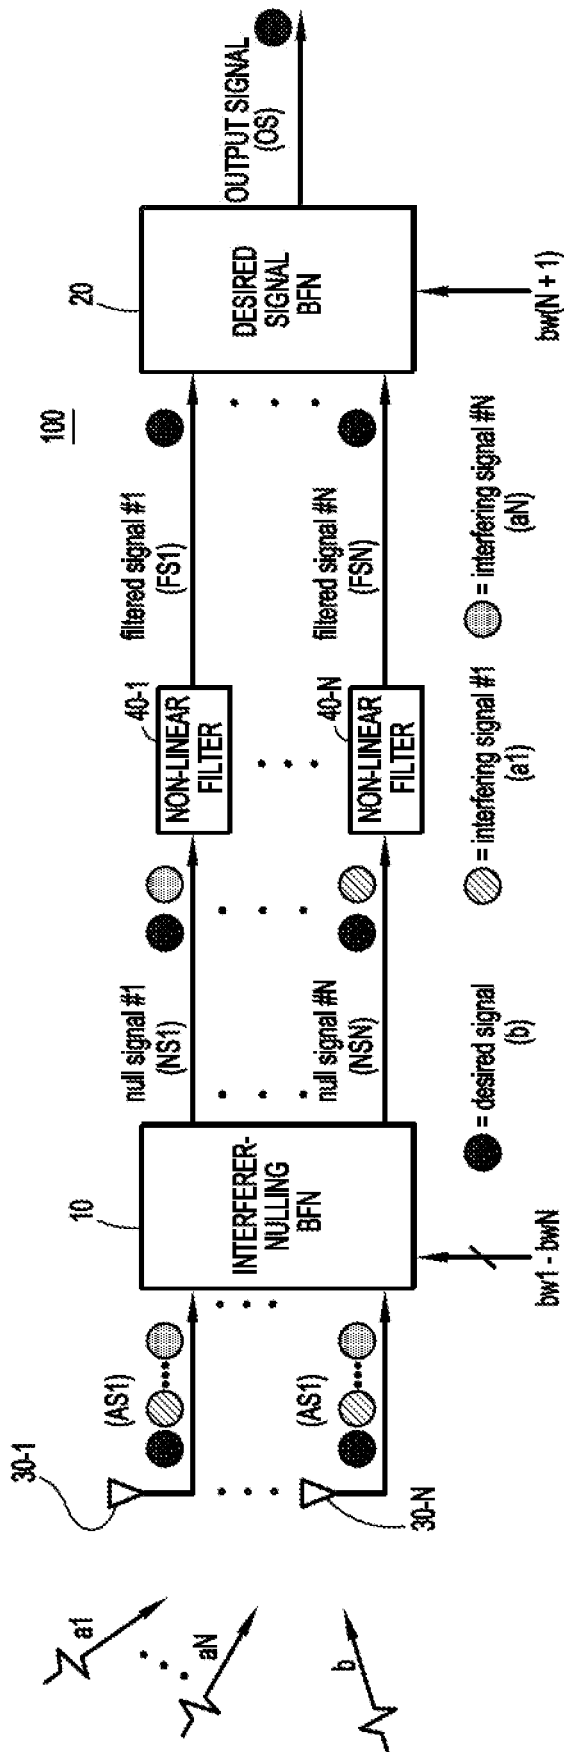 a1
aN
b
30-1
30-N
(AS1)
(AS1)
10
INTERFERER-
NULLING
BFN
bw1 - bwN
null signal #1
(NS1)
null signal #N
(NSN)
40-1
NON-LINEAR
FILTER
40-N
NON-LINEAR
FILTER
filtered signal #1
(FS1)
filtered signal #N
(FSN)
100
20
DESIRED
SIGNAL
BFN
bw(N + 1)
OUTPUT SIGNAL
(OS)
= desired signal
(b)
= interfering signal #1
(a1)
= interfering signal #N
(aN)